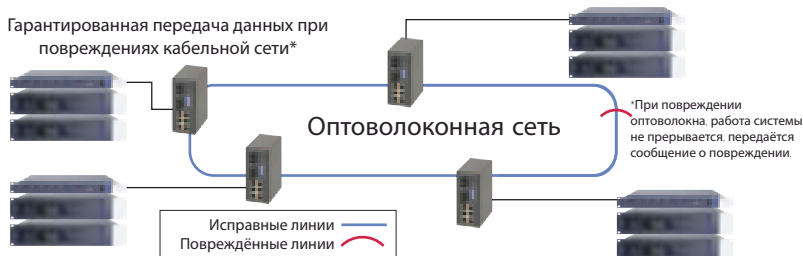 Гарантированная передача данных при
повреждениях кабельной сети*
Оптоволоконная сеть
*При повреждении
оптоволокна, работа системы
не прерывается, передаётся
сообщение о повреждении.
Исправные линии
Повреждённые линии